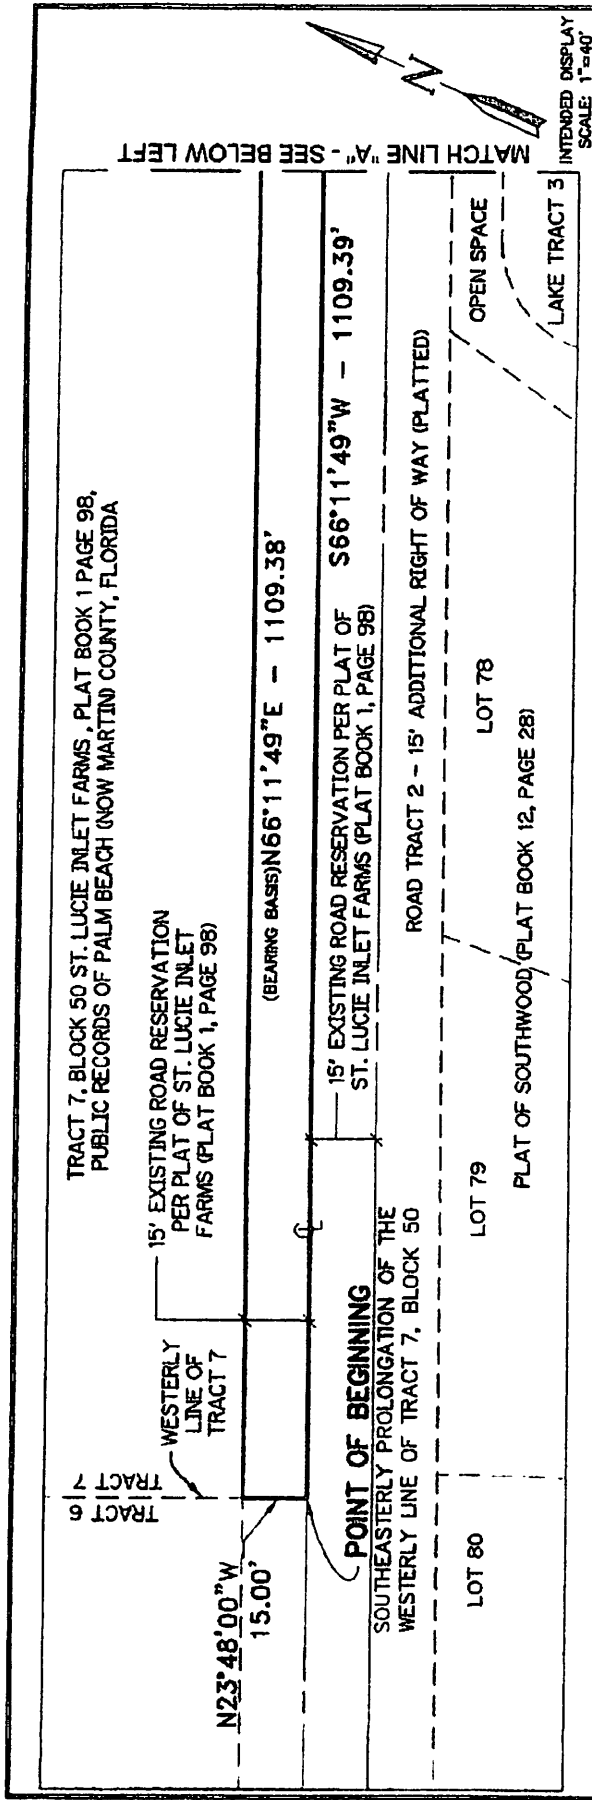 TRACT 7, BLOCK 50 ST. LUCIE INLET FARMS, PLAT BOOK 1 PAGE 98,
PUBLIC RECORDS OF PALM BEACH (NOW MARTIN) COUNTY, FLORIDA
15' EXISTING ROAD RESERVATION
PER PLAT OF ST. LUCIE INLET
FARMS (PLAT BOOK 1, PAGE 98)
WESTERLY
LINE OF
TRACT 7
TRACT 6
TRACT 7
N23°48'00"W
15.00'
(BEARING BASIS)N66°11'49"E - 1109.38'
S66°11'49"W - 1109.39'
15' EXISTING ROAD RESERVATION PER PLAT OF
ST. LUCIE INLET FARMS (PLAT BOOK 1, PAGE 98)
POINT OF BEGINNING
SOUTHEASTERLY PROLONGATION OF THE
WESTERLY LINE OF TRACT 7, BLOCK 50
ROAD TRACT 2 - 15' ADDITIONAL RIGHT OF WAY (PLATTED)
LOT 80
LOT 79
LOT 78
OPEN SPACE
LAKE TRACT 3
PLAT OF SOUTHWOOD, (PLAT BOOK 12, PAGE 28)
MATCH LINE "A" - SEE BELOW LEFT
N
INTENDED DISPLAY
SCALE: 1"=40'